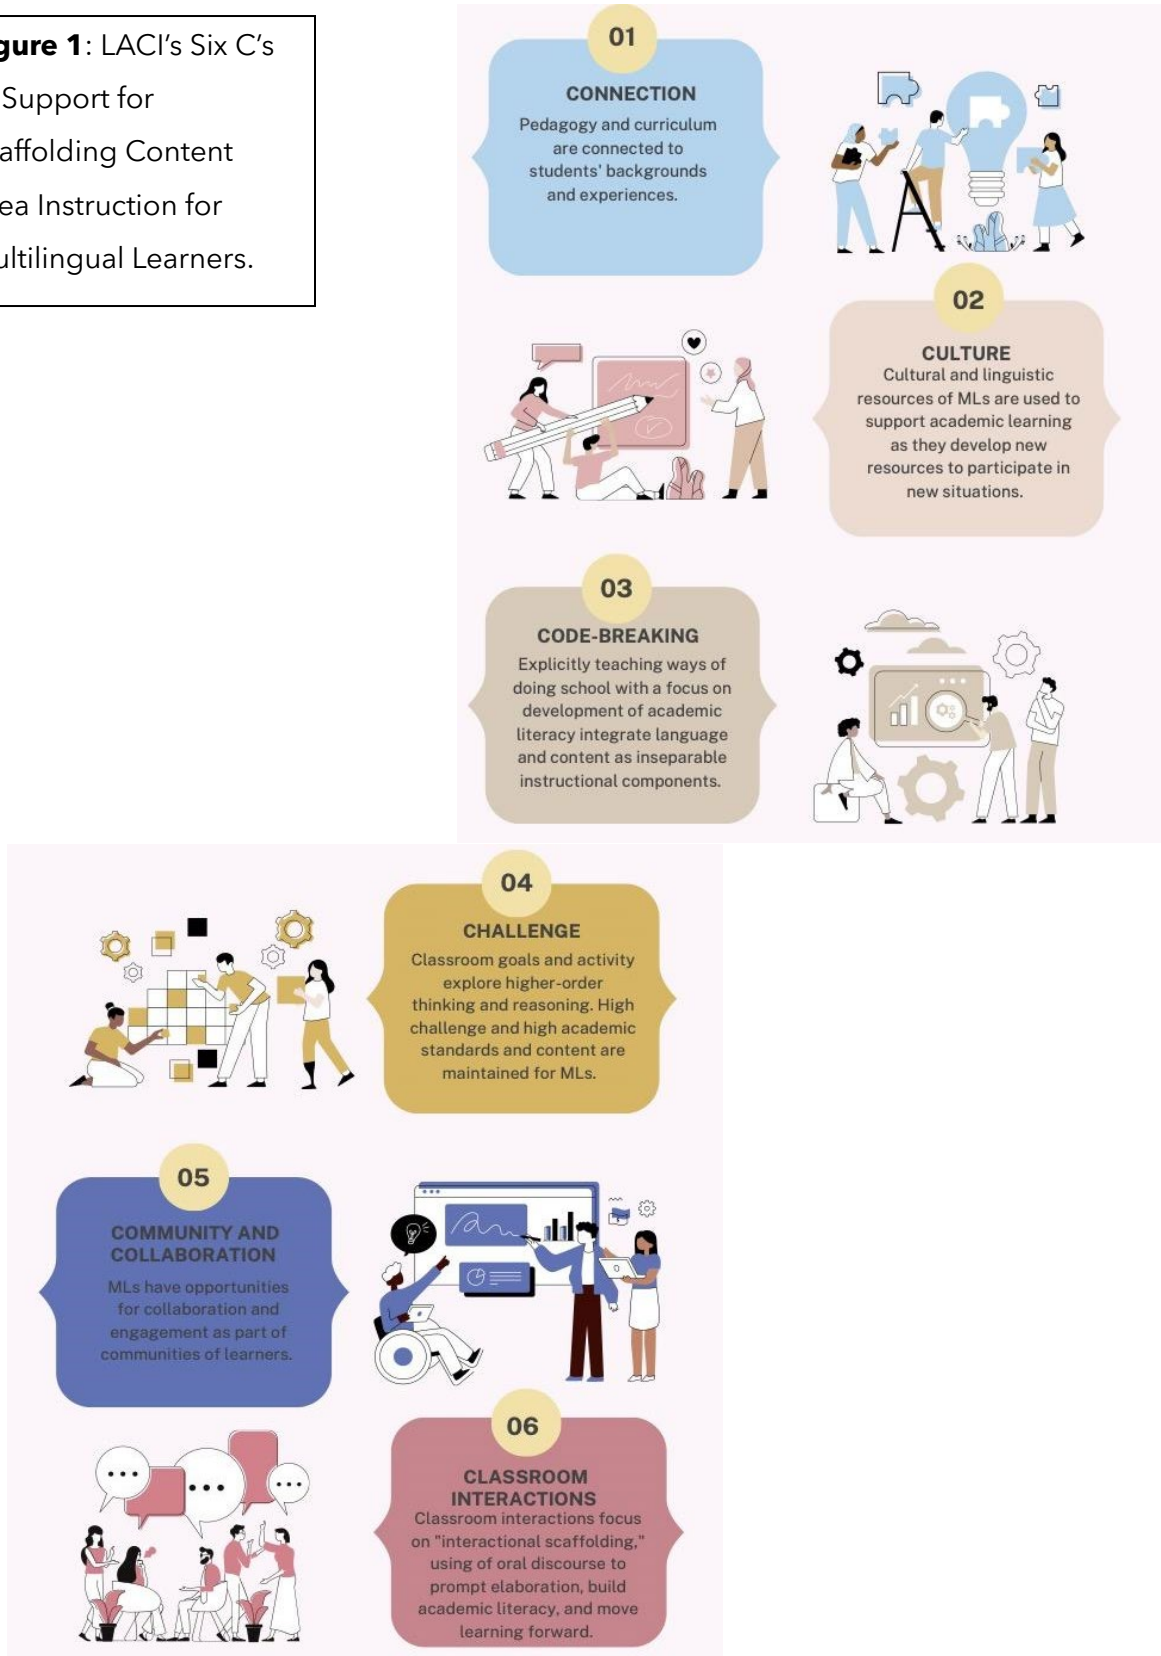 gure 1: LACI's Six C's
Support for
affolding Content
ea Instruction for
ultilingual Learners.
01
CONNECTION
Pedagogy and curriculum
are connected to
students' backgrounds
and experiences.
02
CULTURE
Cultural and linguistic
resources of MLs are used to
support academic learning
as they develop new
resources to participate in
new situations.
03
CODE-BREAKING
Explicitly teaching ways of
doing school with a focus on
development of academic
literacy integrate language
and content as inseparable
instructional components.
04
CHALLENGE
Classroom goals and activity
explore higher-order
thinking and reasoning. High
challenge and high academic
standards and content are
maintained for MLs.
05
COMMUNITY AND
COLLABORATION
MLs have opportunities
for collaboration and
engagement as part of
communities of learners.
06
CLASSROOM
INTERACTIONS
Classroom interactions focus
on "interactional scaffolding,"
using of oral discourse to
prompt elaboration, build
academic literacy, and move
learning forward.